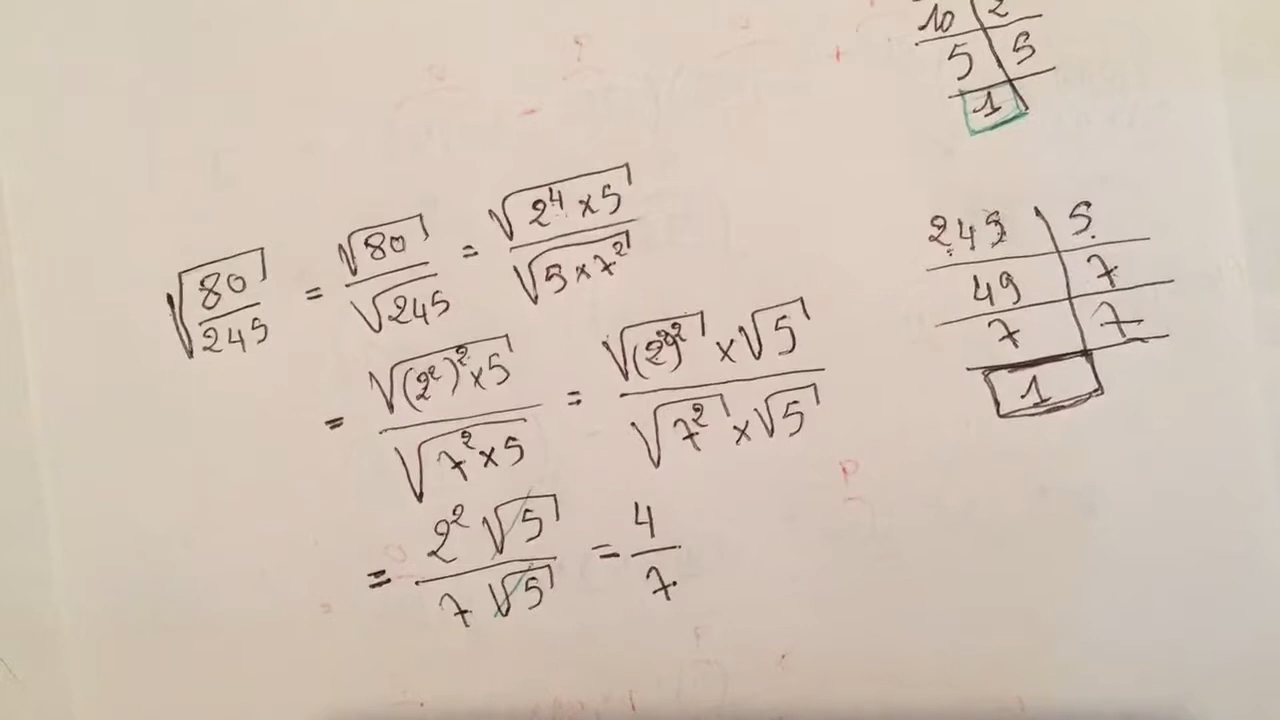 10 | 2
5 | 5
1
√(80/245) = √80/√245 = √(2⁴×5)/√(5×7²)
245 | 5
49 | 7
7 | 7
1
= √((2²)²×5)/√(7²×5) = (√((2²)²)×√5)/(√(7²)×√5)
= 2²√5/7√5 = 4/7